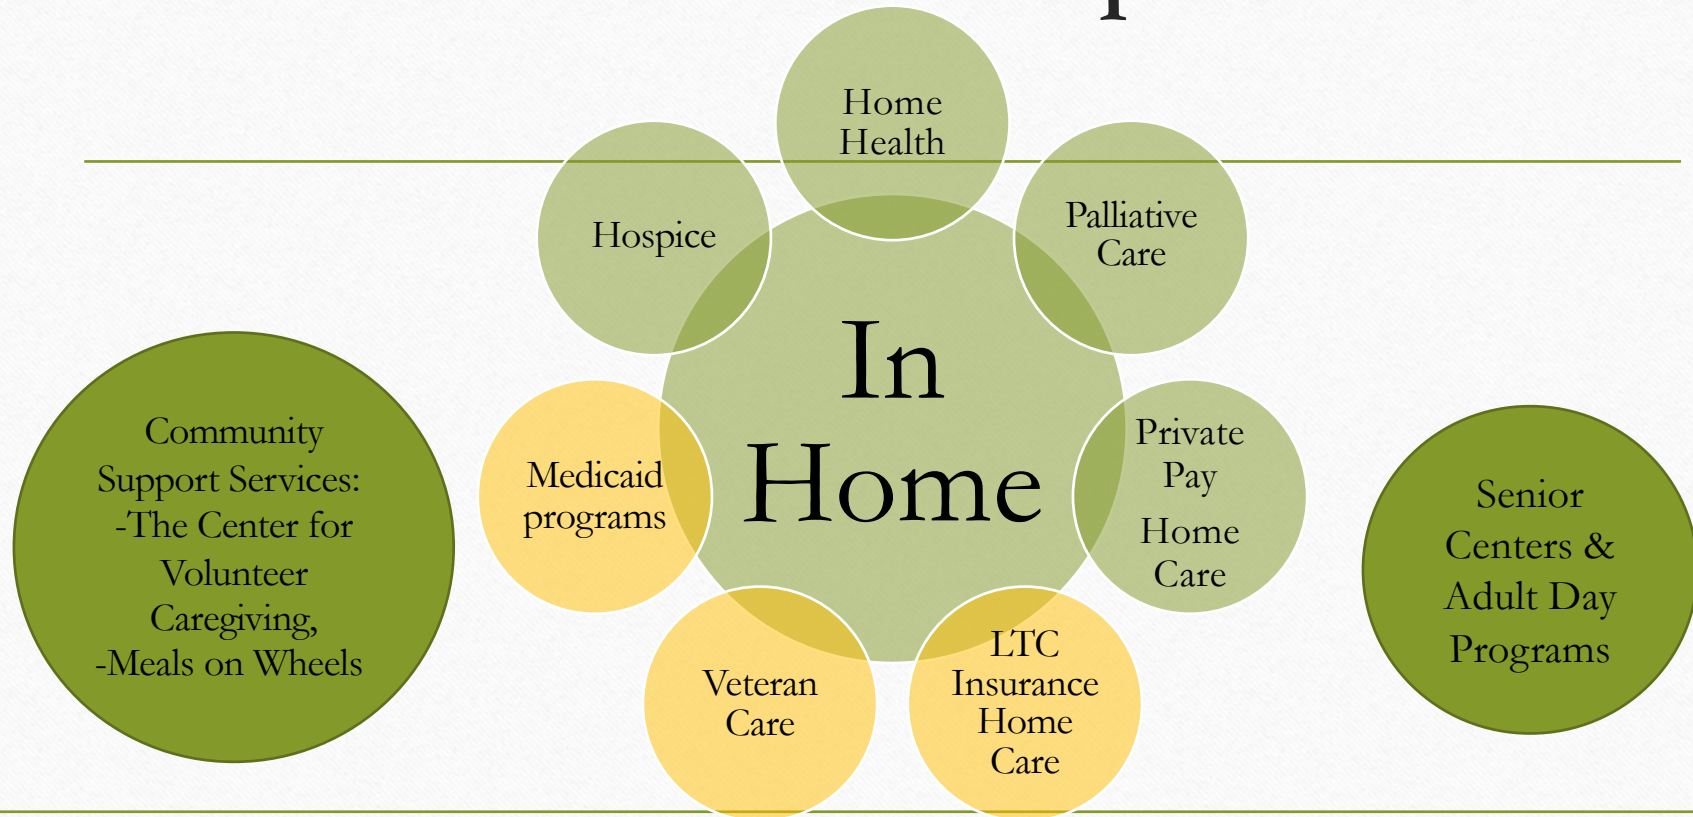 Home
Health
Hospice
Palliative
Care
In
Home
Community
Support Services:
-The Center for
Volunteer
Caregiving,
-Meals on Wheels
Medicaid
programs
Private
Pay
Home
Care
Senior
Centers &
Adult Day
Programs
Veteran
Care
LTC
Insurance
Home
Care